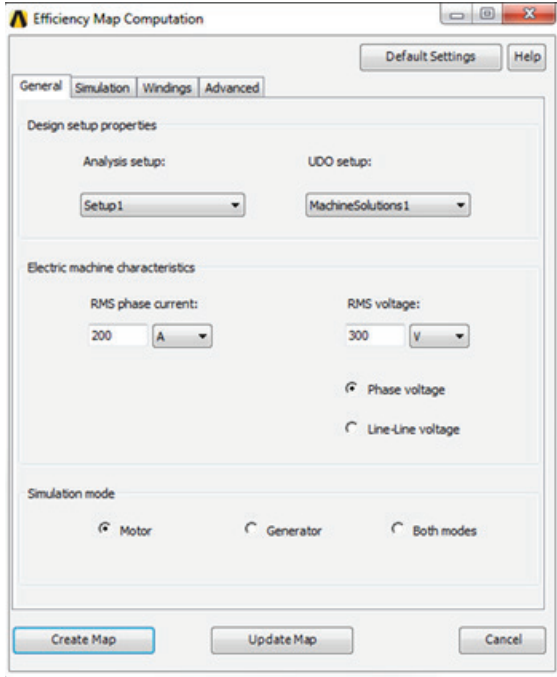 Efficiency Map Computation
Default Settings Help
General Simulation Windings Advanced
Design setup properties
Analysis setup: UDO setup:
Setup1 MachineSolutions1
Electric machine characteristics
RMS phase current: RMS voltage:
200 A 300 V
Phase voltage
Line-Line voltage
Simulation mode
Motor Generator Both modes
Create Map Update Map Cancel